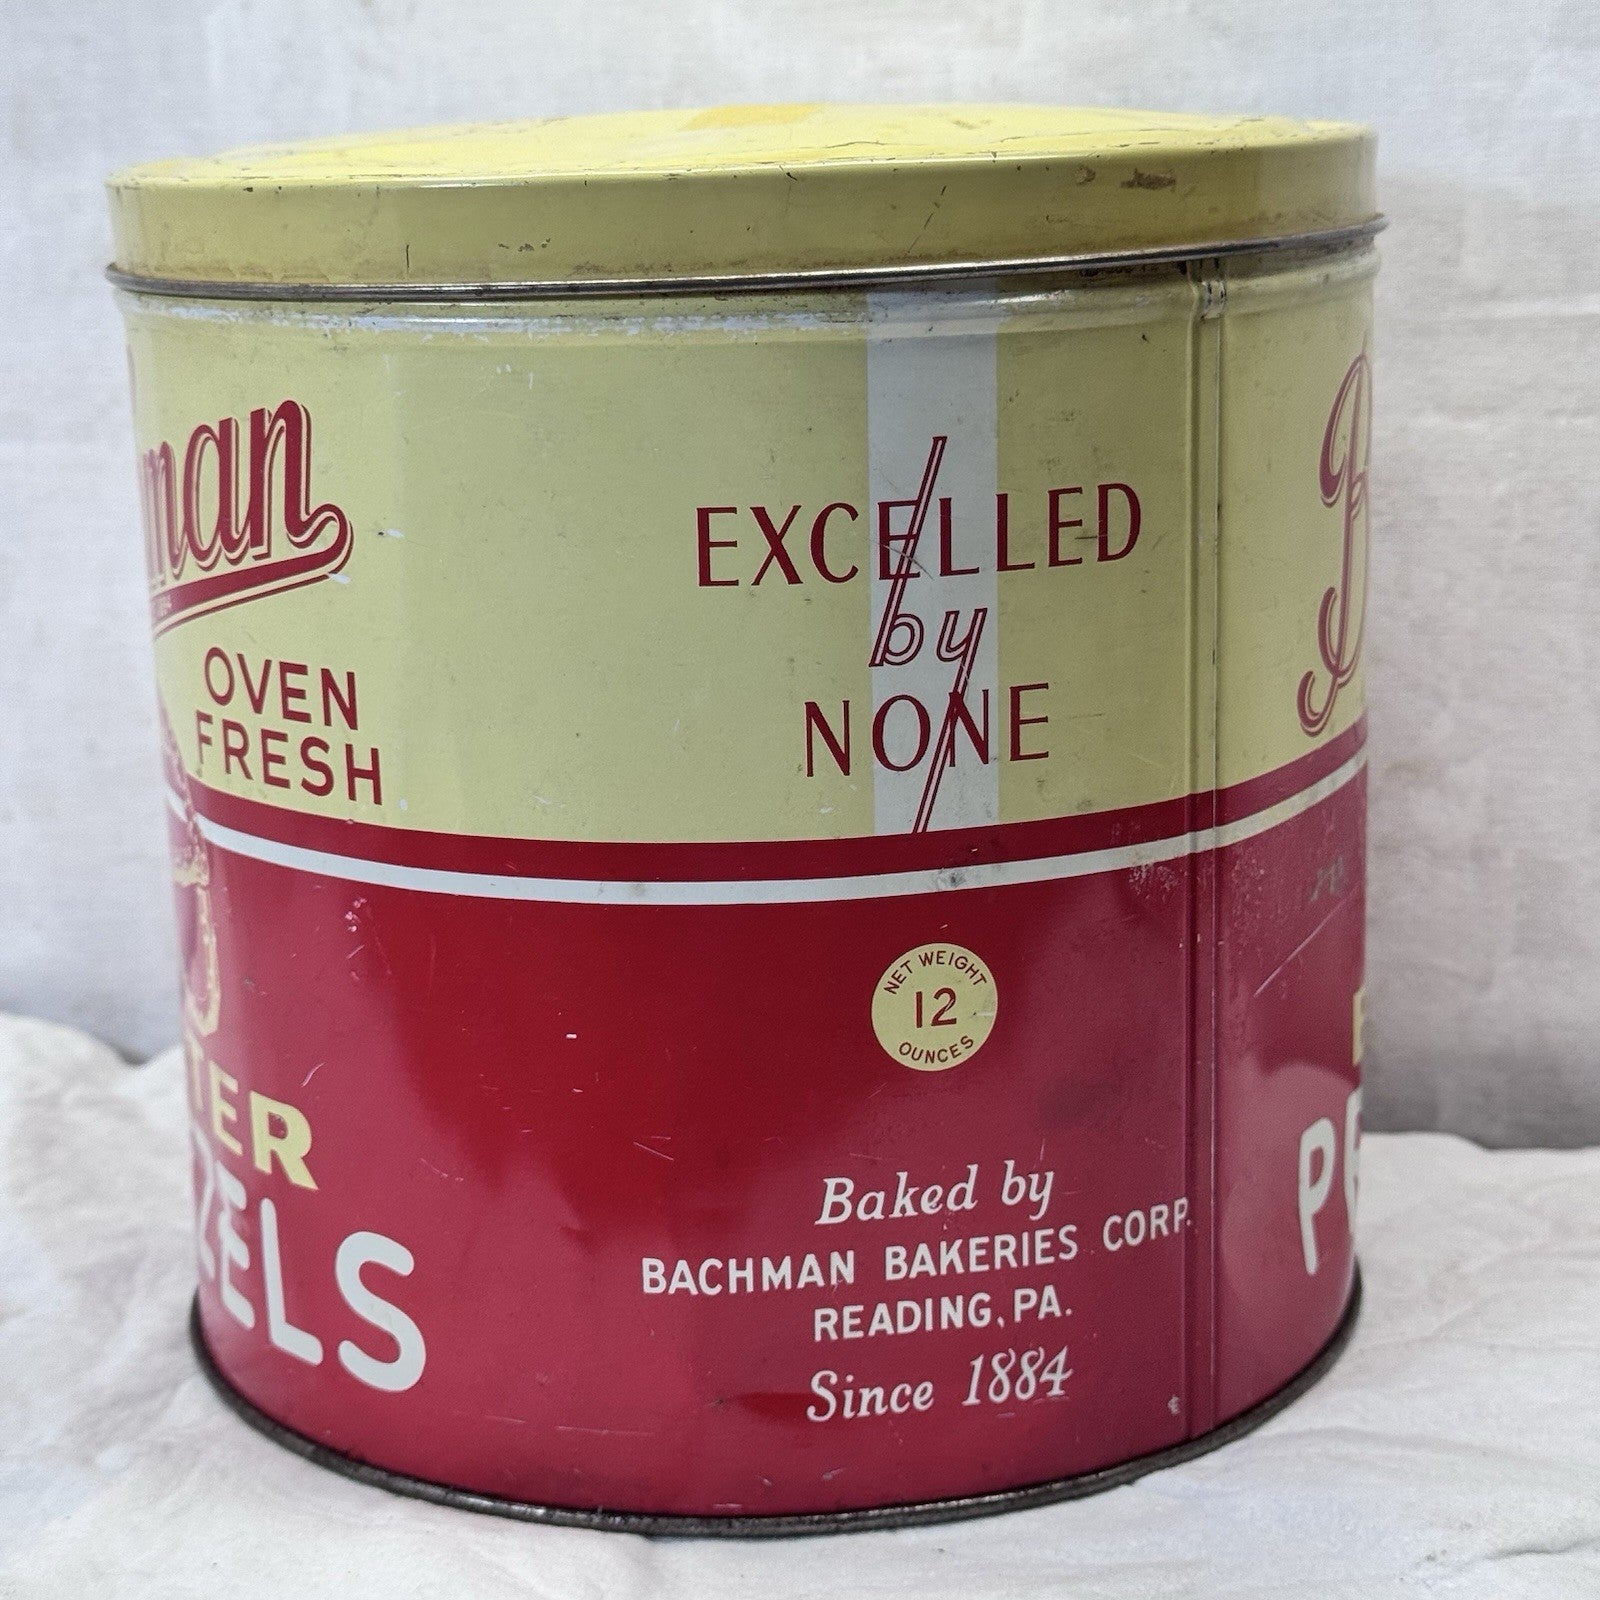 man
OVEN
FRESH
TER
ZELS
EXCELLED
by
NONE
NET WEIGHT
12
OUNCES
Baked by
BACHMAN BAKERIES CORP.
READING, PA.
Since 1884
B
PR